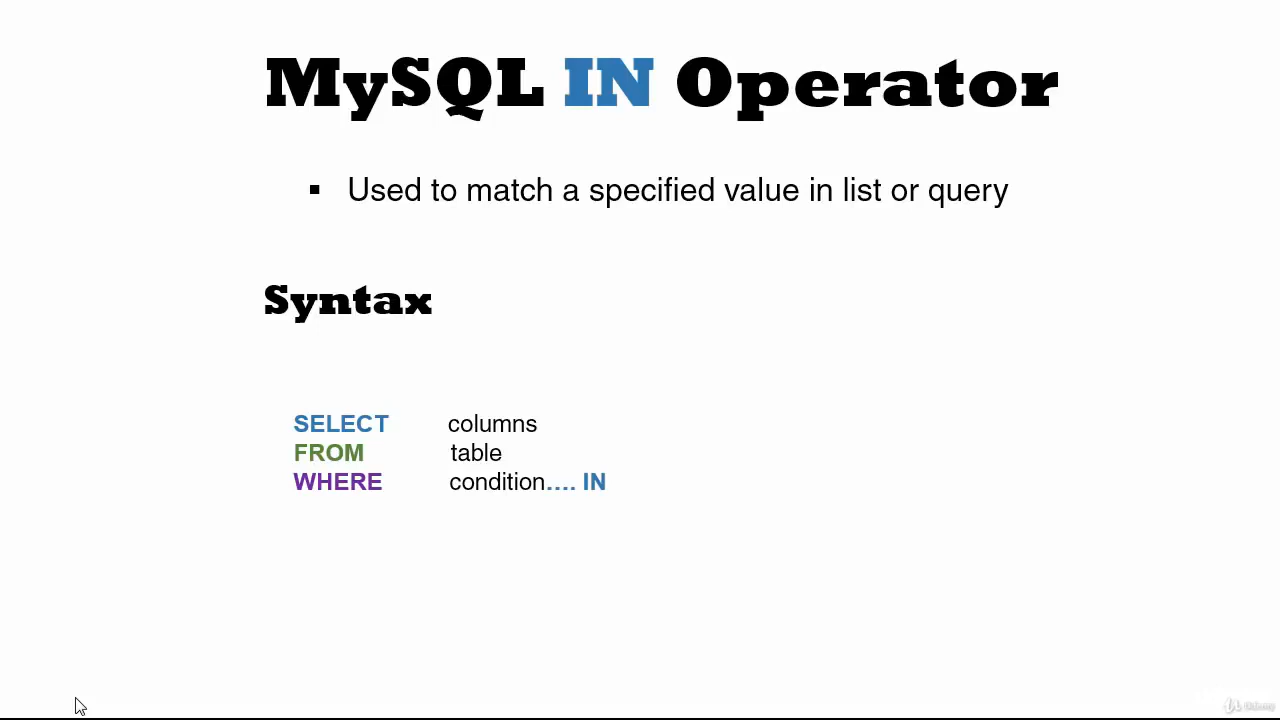 MySQL IN Operator
▪ Used to match a specified value in list or query
Syntax
SELECT columns
FROM table
WHERE condition.... IN
Udemy